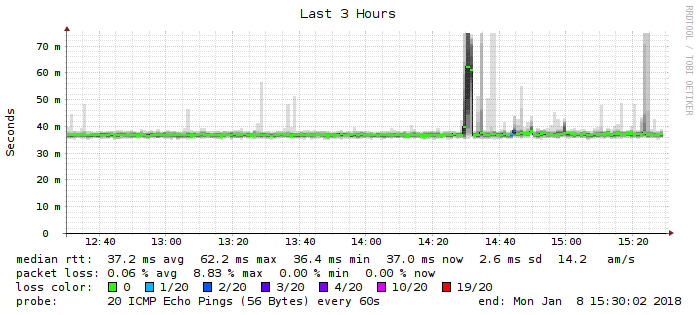 Last 3 Hours
RRDTOOL / TOBI OETIKER
Seconds
70 m
60 m
50 m
40 m
30 m
20 m
10 m
0
12:40 13:00 13:20 13:40 14:00 14:20 14:40 15:00 15:20
median rtt: 37.2 ms avg 62.2 ms max 36.4 ms min 37.0 ms now 2.6 ms sd 14.2 am/s
packet loss: 0.06 % avg 8.83 % max 0.00 % min 0.00 % now
loss color: 0 1/20 2/20 3/20 4/20 10/20 19/20
probe: 20 ICMP Echo Pings (56 Bytes) every 60s end: Mon Jan 8 15:30:02 2018